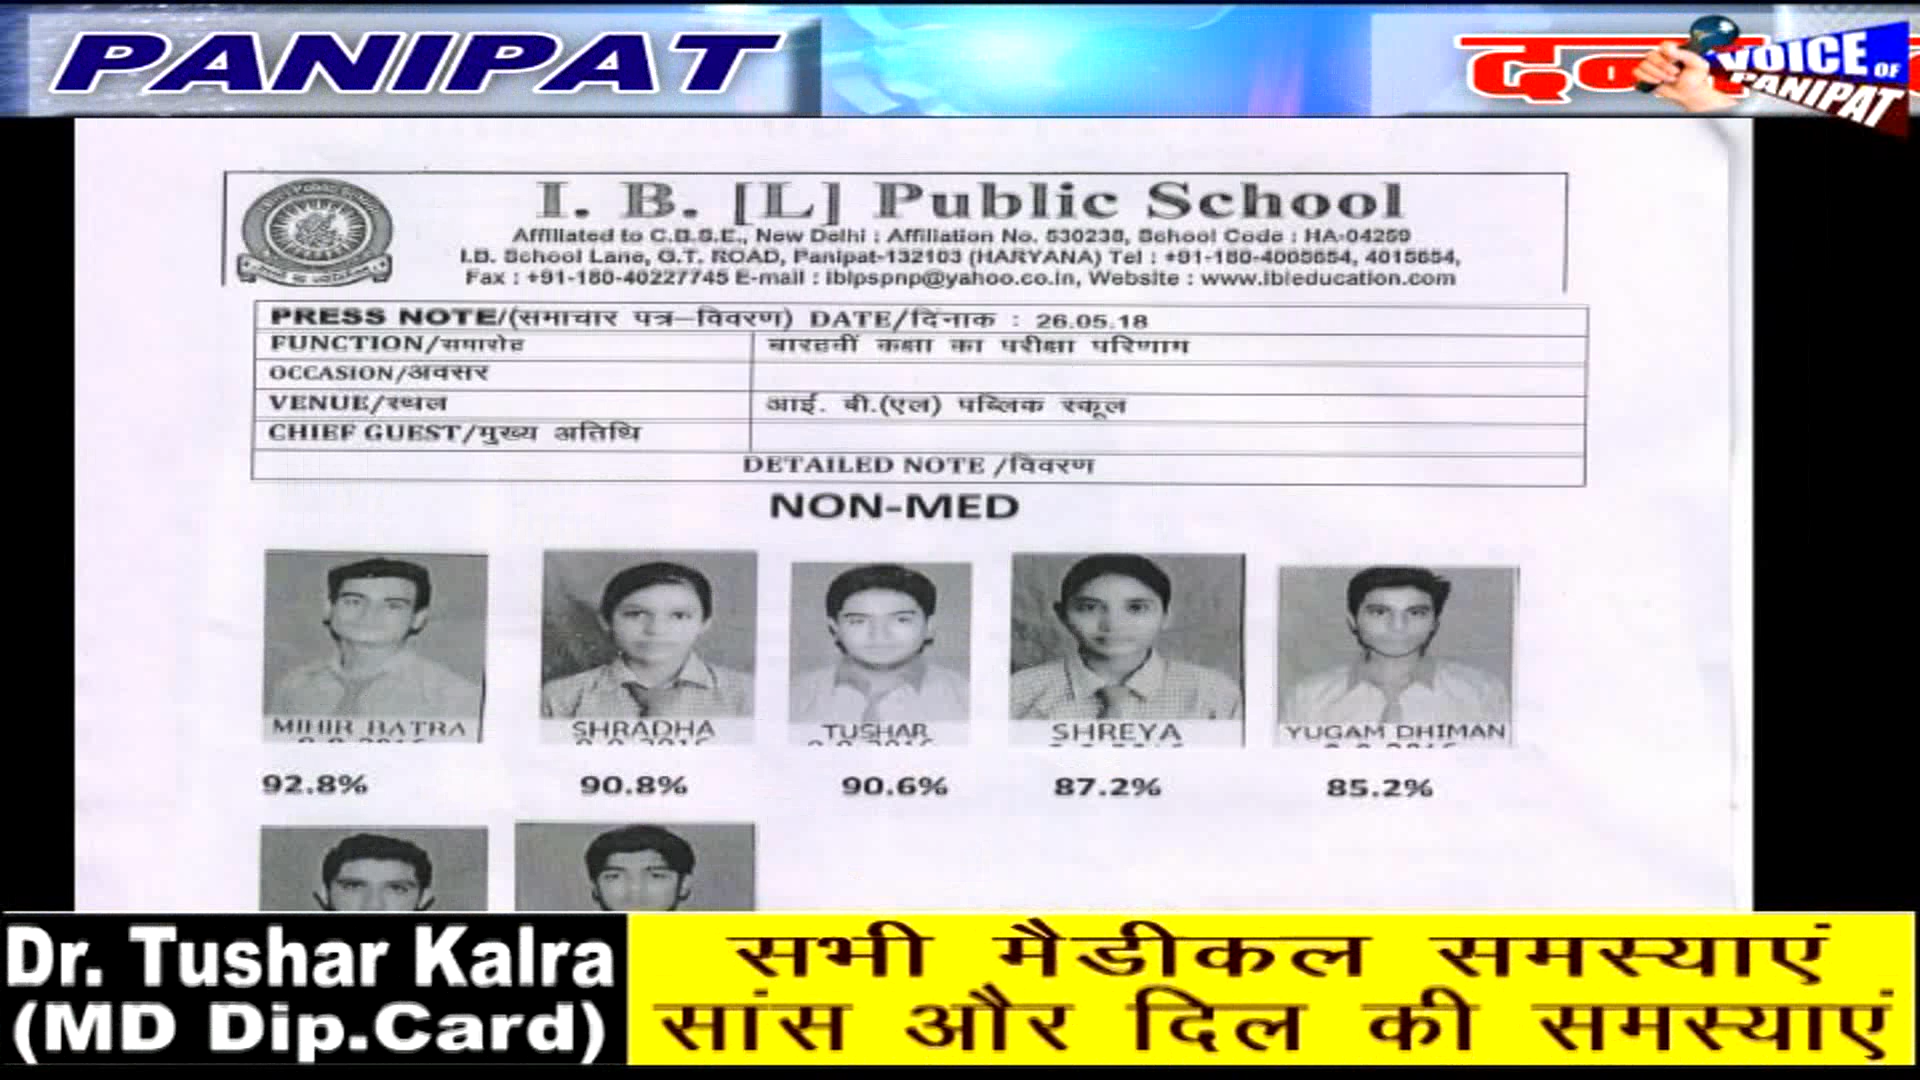 PANIPAT
VOICE OF
PANIPAT
I. B. [L] Public School
Affiliated to C.B.S.E., New Delhi : Affiliation No. 530238, School Code : HA-04259
I.B. School Lane, G.T. ROAD, Panipat-132103 (HARYANA) Tel : +91-180-4005654, 4015654,
Fax : +91-180-40227745 E-mail : iblpspnp@yahoo.co.in, Website : www.ibleducation.com
PRESS NOTE/(समाचार पत्र–विवरण) DATE/दिनाक : 26.05.18
FUNCTION/समारोह बारहवीं कक्षा का परीक्षा परिणाम
OCCASION/अवसर
VENUE/स्थल आई. बी.(एल) पब्लिक स्कूल
CHIEF GUEST/मुख्य अतिथि
DETAILED NOTE /विवरण
NON-MED
MIHIR BATRA SHRADHA TUSHAR SHREYA YUGAM DHIMAN
92.8% 90.8% 90.6% 87.2% 85.2%
Dr. Tushar Kalra
(MD Dip.Card)
सभी मैडीकल समस्याएं
सांस और दिल की समस्याएं